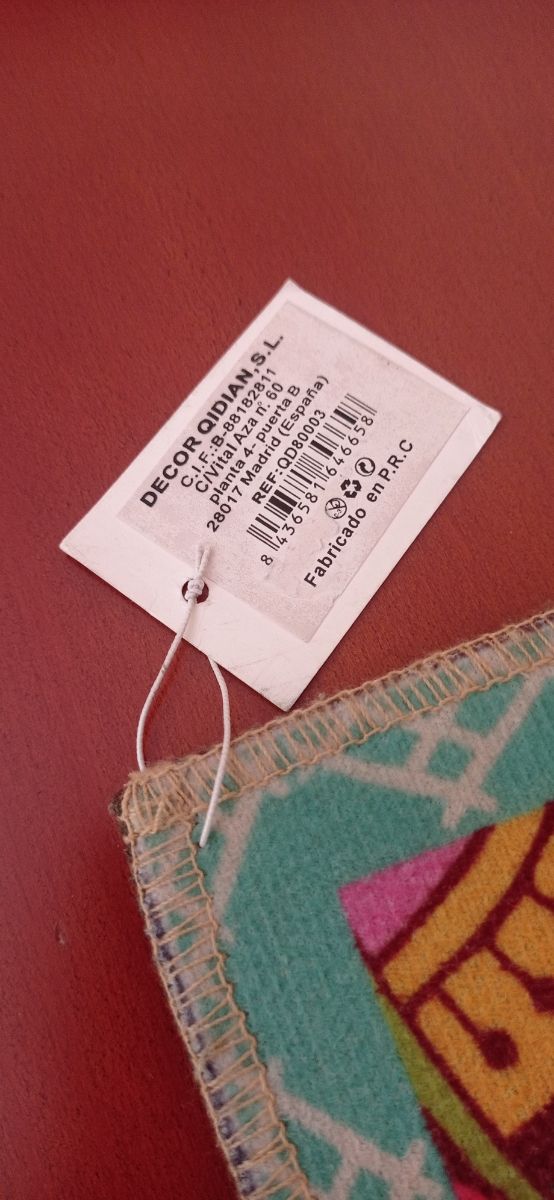 DECOR QIDIAN,S.L.
C.I.F.:B-88182811
C/Vital Aza nº. 60
planta 4, puerta B
28017 Madrid (España)
REF:QD80003
8 436581 646658
Fabricado en P.R.C